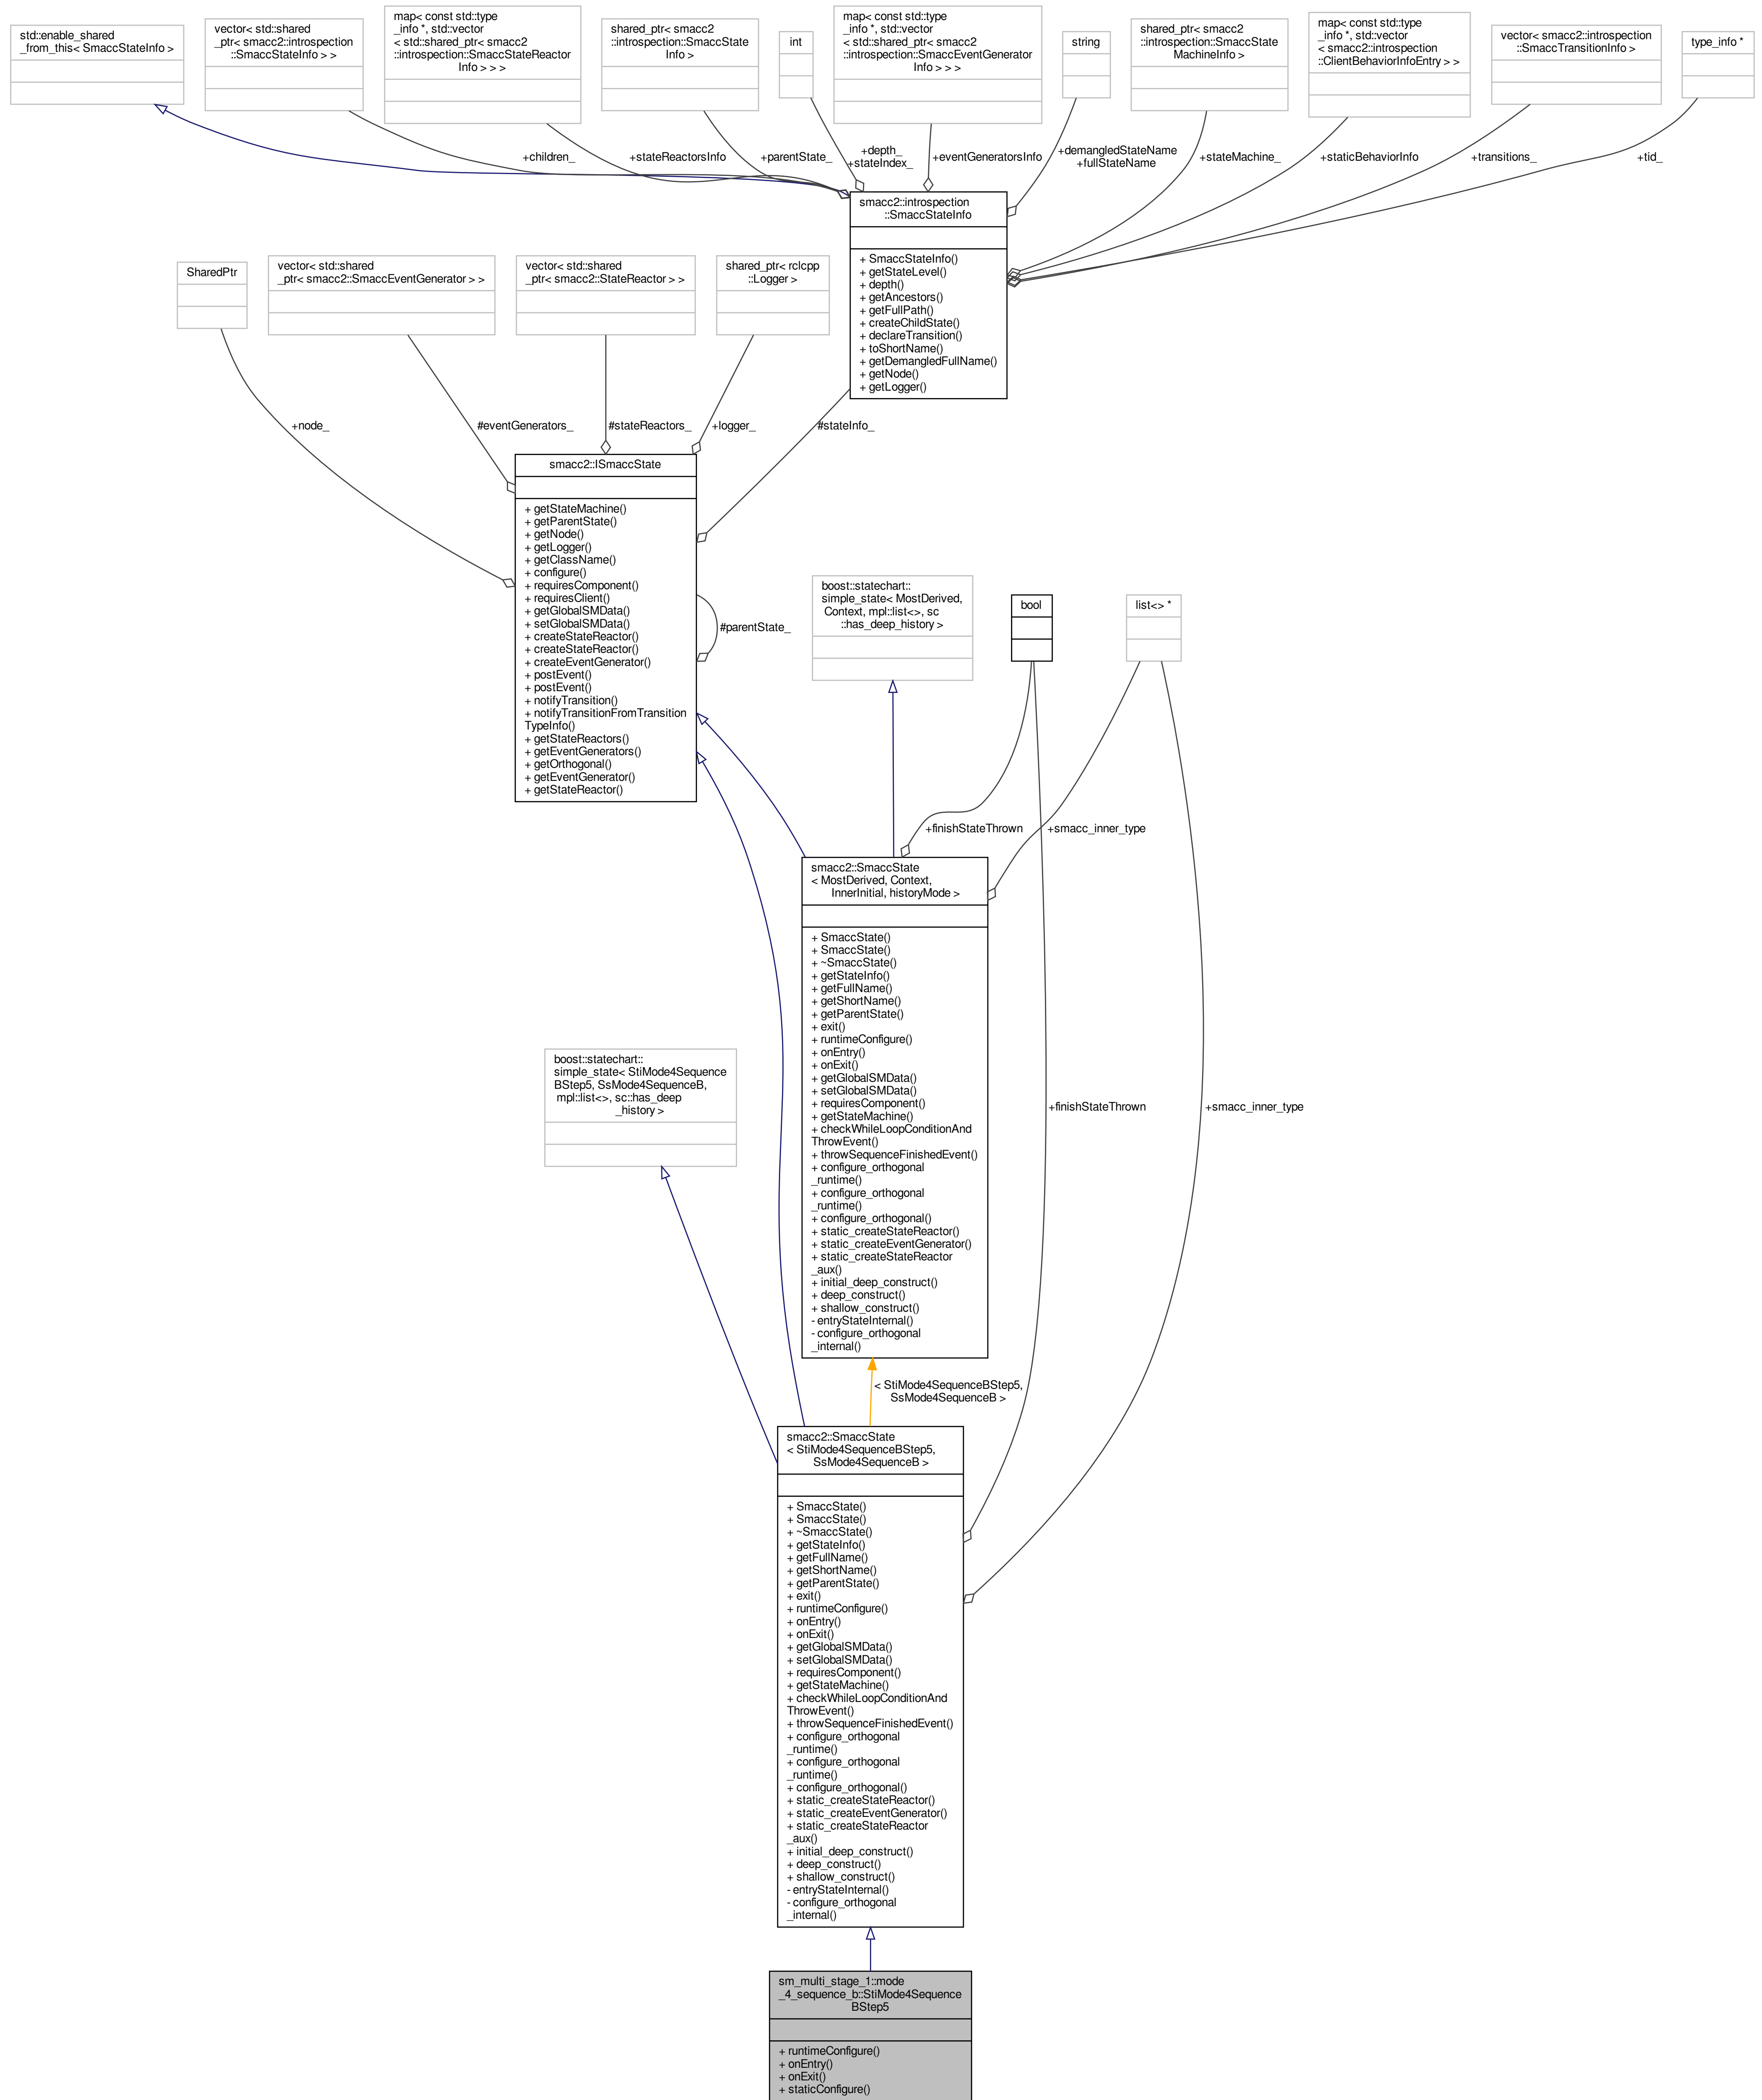 std::enable_shared
_from_this< SmaccStateInfo >
vector< std::shared
_ptr< smacc2::introspection
::SmaccStateInfo > >
map< const std::type
_info *, std::vector
< std::shared_ptr< smacc2
::introspection::SmaccStateReactor
Info > > >
shared_ptr< smacc2
::introspection::SmaccState
Info >
int
map< const std::type
_info *, std::vector
< std::shared_ptr< smacc2
::introspection::SmaccEventGenerator
Info > > >
string
shared_ptr< smacc2
::introspection::SmaccState
MachineInfo >
map< const std::type
_info *, std::vector
< smacc2::introspection
::ClientBehaviorInfoEntry > >
vector< smacc2::introspection
::SmaccTransitionInfo >
type_info *
+children_
+stateReactorsInfo
+parentState_
+depth_
+stateIndex_
+eventGeneratorsInfo
+demangledStateName
+fullStateName
+stateMachine_
+staticBehaviorInfo
+transitions_
+tid_
smacc2::introspection
::SmaccStateInfo
+ SmaccStateInfo()
+ getStateLevel()
+ depth()
+ getAncestors()
+ getFullPath()
+ createChildState()
+ declareTransition()
+ toShortName()
+ getDemangledFullName()
+ getNode()
+ getLogger()
SharedPtr
vector< std::shared
_ptr< smacc2::SmaccEventGenerator > >
vector< std::shared
_ptr< smacc2::StateReactor > >
shared_ptr< rclcpp
::Logger >
+node_
#eventGenerators_
#stateReactors_
+logger_
#stateInfo_
smacc2::ISmaccState
+ getStateMachine()
+ getParentState()
+ getNode()
+ getLogger()
+ getClassName()
+ configure()
+ requiresComponent()
+ requiresClient()
+ getGlobalSMData()
+ setGlobalSMData()
+ createStateReactor()
+ createStateReactor()
+ createEventGenerator()
+ postEvent()
+ postEvent()
+ notifyTransition()
+ notifyTransitionFromTransition
TypeInfo()
+ getStateReactors()
+ getEventGenerators()
+ getOrthogonal()
+ getEventGenerator()
+ getStateReactor()
#parentState_
boost::statechart::
simple_state< MostDerived,
Context, mpl::list<>, sc
::has_deep_history >
bool
list<> *
+finishStateThrown
+smacc_inner_type
smacc2::SmaccState
< MostDerived, Context,
InnerInitial, historyMode >
+ SmaccState()
+ SmaccState()
+ ~SmaccState()
+ getStateInfo()
+ getFullName()
+ getShortName()
+ getParentState()
+ exit()
+ runtimeConfigure()
+ onEntry()
+ onExit()
+ getGlobalSMData()
+ setGlobalSMData()
+ requiresComponent()
+ getStateMachine()
+ checkWhileLoopConditionAnd
ThrowEvent()
+ throwSequenceFinishedEvent()
+ configure_orthogonal
_runtime()
+ configure_orthogonal
_runtime()
+ configure_orthogonal()
+ static_createStateReactor()
+ static_createEventGenerator()
+ static_createStateReactor
_aux()
+ initial_deep_construct()
+ deep_construct()
+ shallow_construct()
- entryStateInternal()
- configure_orthogonal
_internal()
boost::statechart::
simple_state< StiMode4Sequence
BStep5, SsMode4SequenceB,
mpl::list<>, sc::has_deep
_history >
+finishStateThrown
+smacc_inner_type
< StiMode4SequenceBStep5,
SsMode4SequenceB >
smacc2::SmaccState
< StiMode4SequenceBStep5,
SsMode4SequenceB >
+ SmaccState()
+ SmaccState()
+ ~SmaccState()
+ getStateInfo()
+ getFullName()
+ getShortName()
+ getParentState()
+ exit()
+ runtimeConfigure()
+ onEntry()
+ onExit()
+ getGlobalSMData()
+ setGlobalSMData()
+ requiresComponent()
+ getStateMachine()
+ checkWhileLoopConditionAnd
ThrowEvent()
+ throwSequenceFinishedEvent()
+ configure_orthogonal
_runtime()
+ configure_orthogonal
_runtime()
+ configure_orthogonal()
+ static_createStateReactor()
+ static_createEventGenerator()
+ static_createStateReactor
_aux()
+ initial_deep_construct()
+ deep_construct()
+ shallow_construct()
- entryStateInternal()
- configure_orthogonal
_internal()
sm_multi_stage_1::mode
_4_sequence_b::StiMode4Sequence
BStep5
+ runtimeConfigure()
+ onEntry()
+ onExit()
+ staticConfigure()